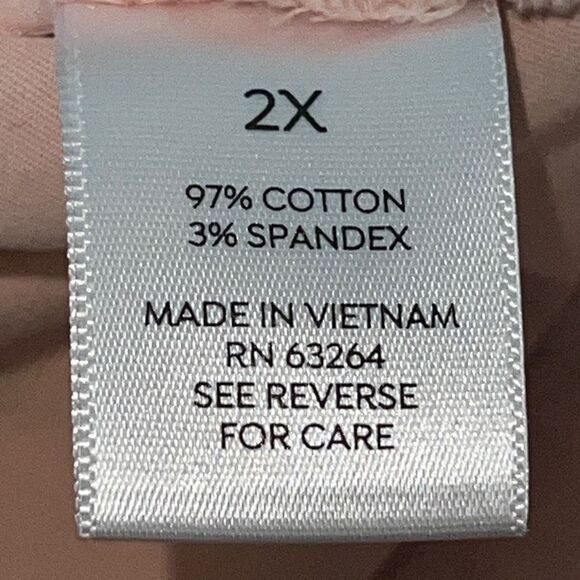 2X
97% COTTON
3% SPANDEX
MADE IN VIETNAM
RN 63264
SEE REVERSE
FOR CARE